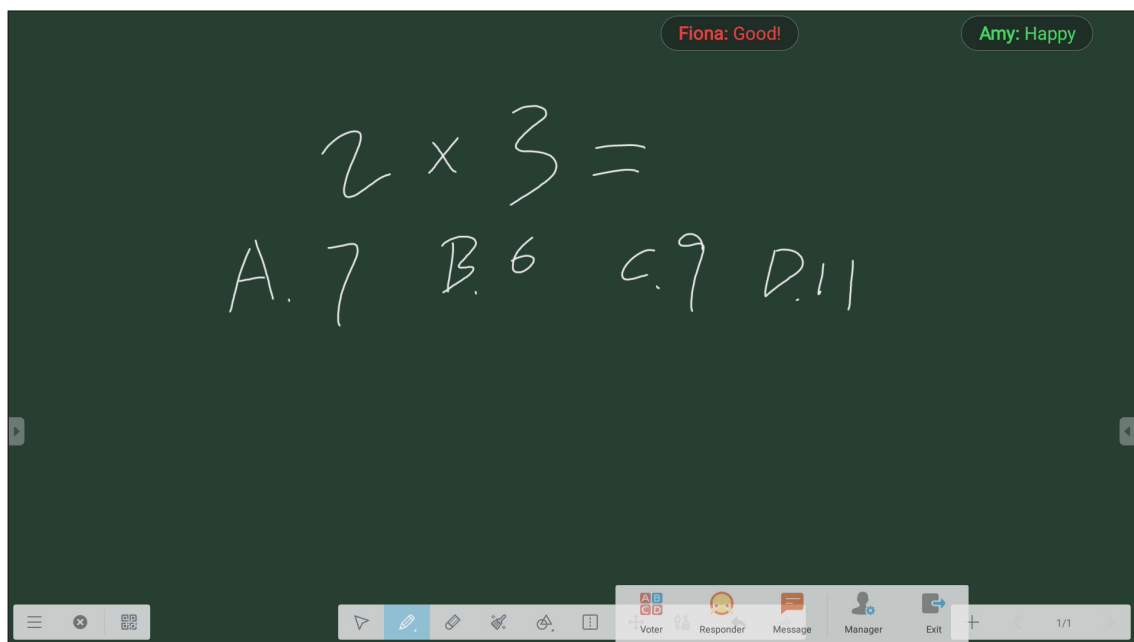 Fiona: Good! Amy: Happy
2 × 3 =
A. 7 B. 6 C. 9 D. 11
A B C D
Voter Responder Message Manager Exit 1/1